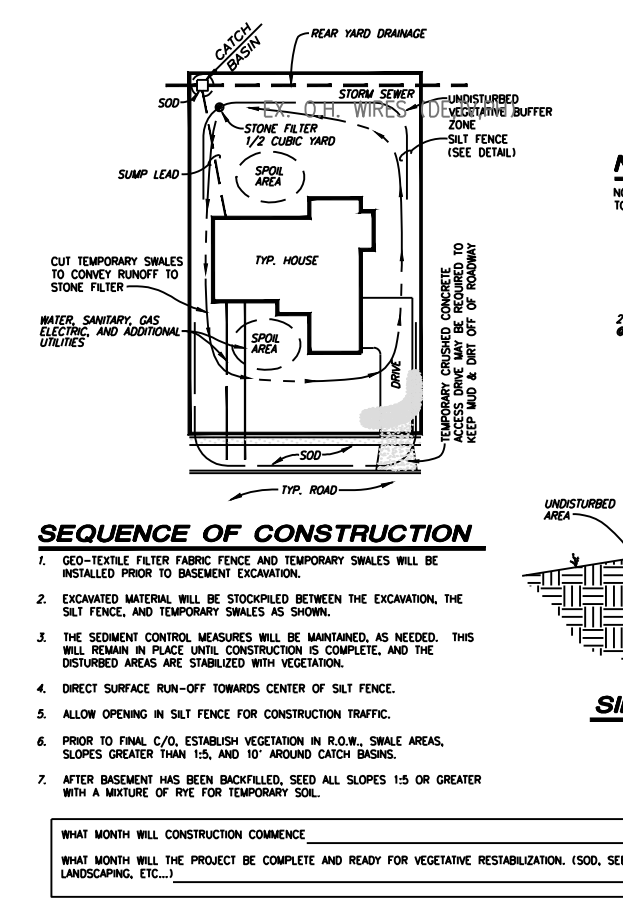 CATCH
BASIN
REAR YARD DRAINAGE
STORM SEWER
SOD
EX. O.H. WIRES
UNDISTURBED
VEGETATIVE BUFFER
ZONE
STONE FILTER
1/2 CUBIC YARD
SILT FENCE
(SEE DETAIL)
SUMP LEAD
SPOIL
AREA
TYP. HOUSE
CUT TEMPORARY SWALES
TO CONVEY RUNOFF TO
STONE FILTER
WATER, SANITARY, GAS
ELECTRIC, AND ADDITIONAL
UTILITIES
SPOIL
AREA
DRIVE
TEMPORARY CRUSHED CONCRETE
ACCESS DRIVE MAY BE REQUIRED TO
KEEP MUD & DIRT OFF OF ROADWAY
SOD
TYP. ROAD
SEQUENCE OF CONSTRUCTION
1. GEO-TEXTILE FILTER FABRIC FENCE AND TEMPORARY SWALES WILL BE
INSTALLED PRIOR TO BASEMENT EXCAVATION.
2. EXCAVATED MATERIAL WILL BE STOCKPILED BETWEEN THE EXCAVATION, THE
SILT FENCE, AND TEMPORARY SWALES AS SHOWN.
3. THE SEDIMENT CONTROL MEASURES WILL BE MAINTAINED, AS NEEDED. THIS
WILL REMAIN IN PLACE UNTIL CONSTRUCTION IS COMPLETE, AND THE
DISTURBED AREAS ARE STABILIZED WITH VEGETATION.
4. DIRECT SURFACE RUN-OFF TOWARDS CENTER OF SILT FENCE.
5. ALLOW OPENING IN SILT FENCE FOR CONSTRUCTION TRAFFIC.
6. PRIOR TO FINAL C/O, ESTABLISH VEGETATION IN R.O.W., SWALE AREAS,
SLOPES GREATER THAN 1:5, AND 10' AROUND CATCH BASINS.
7. AFTER BASEMENT HAS BEEN BACKFILLED, SEED ALL SLOPES 1:5 OR GREATER
WITH A MIXTURE OF RYE FOR TEMPORARY SOIL.
WHAT MONTH WILL CONSTRUCTION COMMENCE
WHAT MONTH WILL THE PROJECT BE COMPLETE AND READY FOR VEGETATIVE RESTABILIZATION. (SOD, SEE
LANDSCAPING, ETC...)
UNDISTURBED
AREA